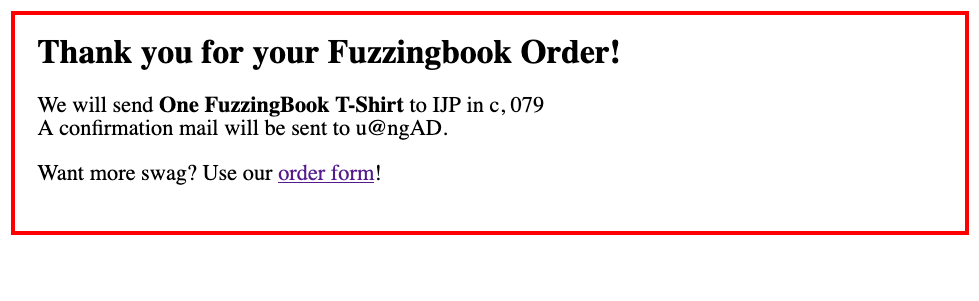 Thank you for your Fuzzingbook Order!
We will send One FuzzingBook T-Shirt to IJP in c, 079
A confirmation mail will be sent to u@ngAD.
Want more swag? Use our order form!